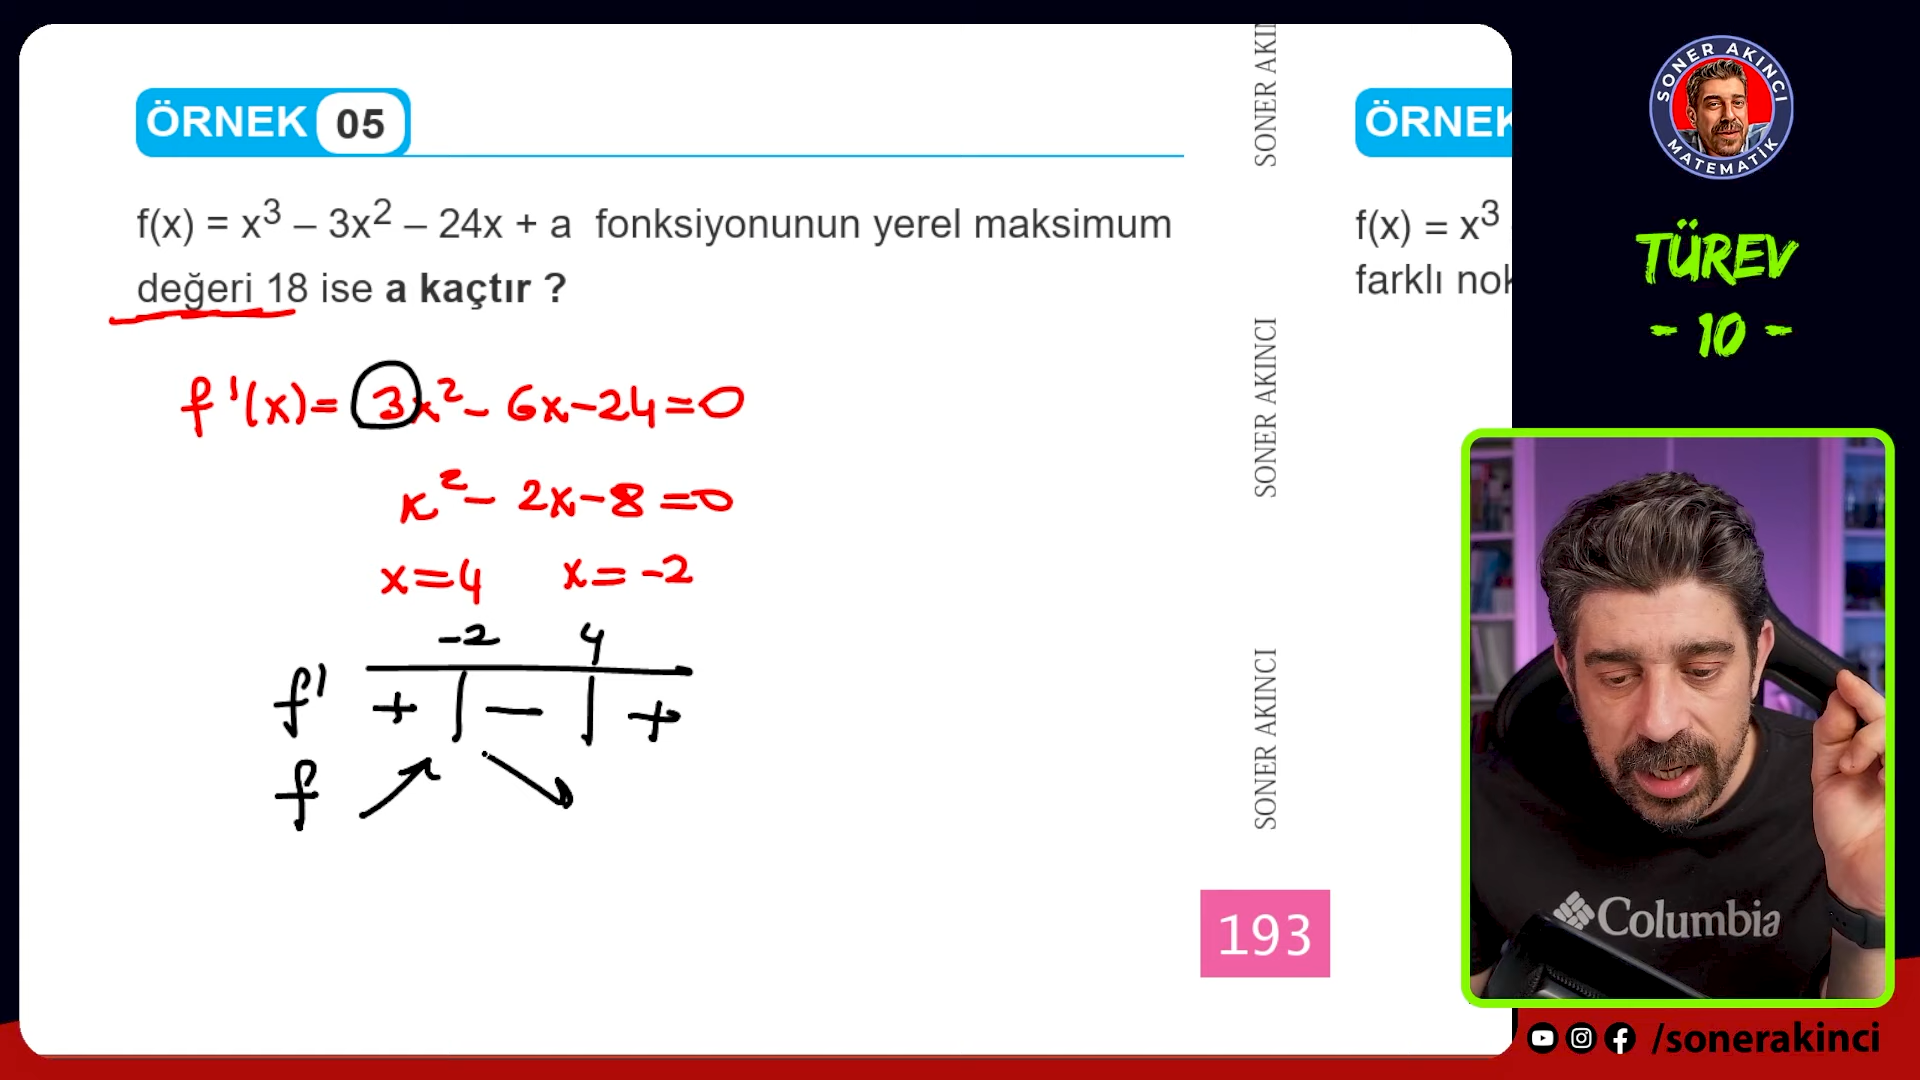 ÖRNEK 05
f(x) = x³ – 3x² – 24x + a fonksiyonunun yerel maksimum
değeri 18 ise a kaçtır ?
f'(x)= 3x²- 6x-24=0
x²- 2x-8=0
x=4 x=-2
-2 4
f' + - +
f
SONER AKIN
SONER AKINCI
SONER AKINCI
193
ÖRNEK
f(x) = x³
farklı nok
SONER AKINCI
MATEMATİK
TÜREV
- 10 -
Columbia
/sonerakinci